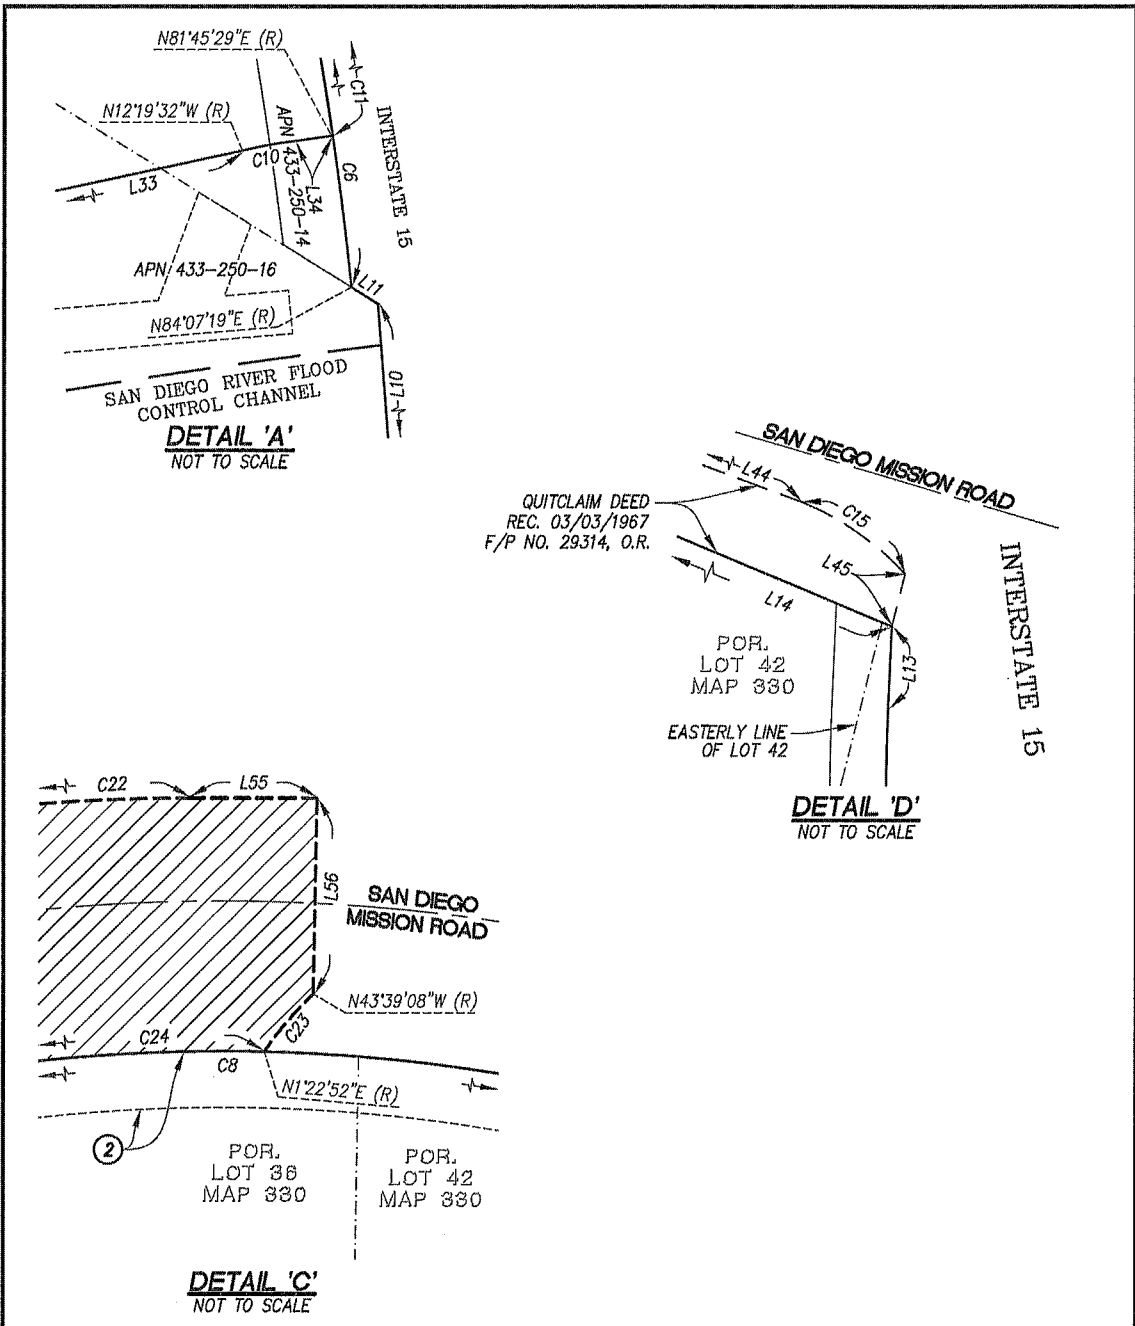 N81°45'29"E (R)
C11
INTERSTATE 15
N12°19'32"W (R)
APN 433-250-14
C10
C6
L34
L33
APN 433-250-16
L11
N84°07'19"E (R)
L10
SAN DIEGO RIVER FLOOD
CONTROL CHANNEL
DETAIL 'A'
NOT TO SCALE
SAN DIEGO MISSION ROAD
L44
C15
QUITCLAIM DEED
REC. 03/03/1967
F/P NO. 29314, O.R.
L45
L14
INTERSTATE 15
POR.
LOT 42
MAP 330
L13
EASTERLY LINE
OF LOT 42
DETAIL 'D'
NOT TO SCALE
C22
L55
L56
SAN DIEGO
MISSION ROAD
N43°39'08"W (R)
C23
C24
C8
N1°22'52"E (R)
2
POR.
LOT 36
MAP 330
POR.
LOT 42
MAP 330
DETAIL 'C'
NOT TO SCALE